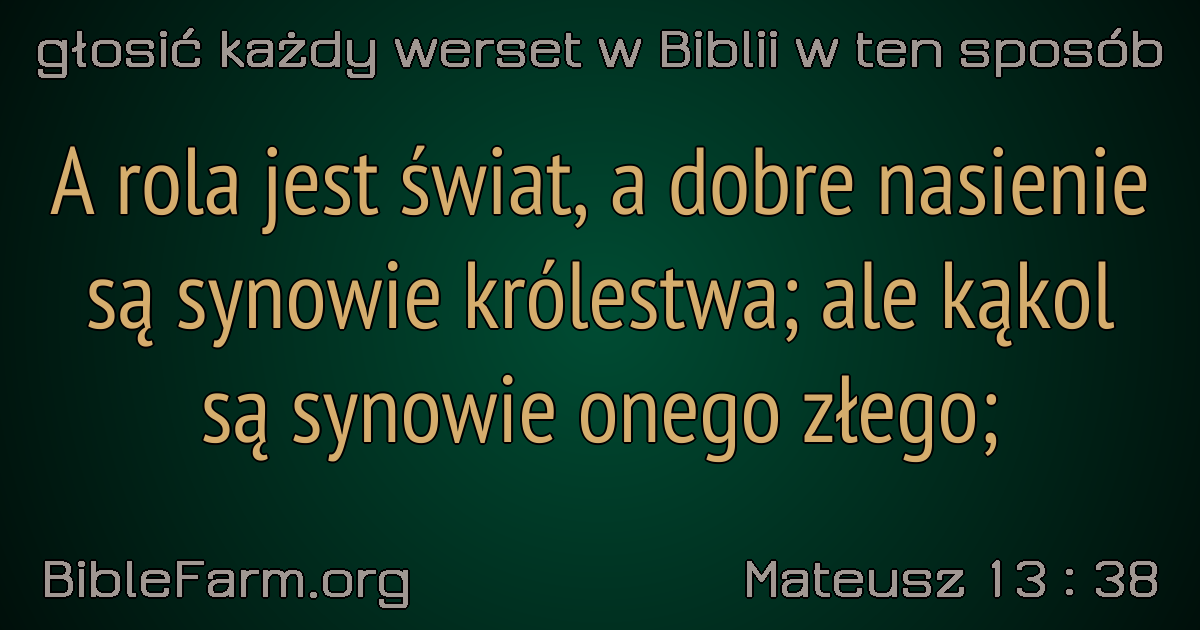 głosić każdy werset w Biblii w ten sposób
A rola jest świat, a dobre nasienie
są synowie królestwa; ale kąkol
są synowie onego złego;
BibleFarm.org
Mateusz 13 : 38